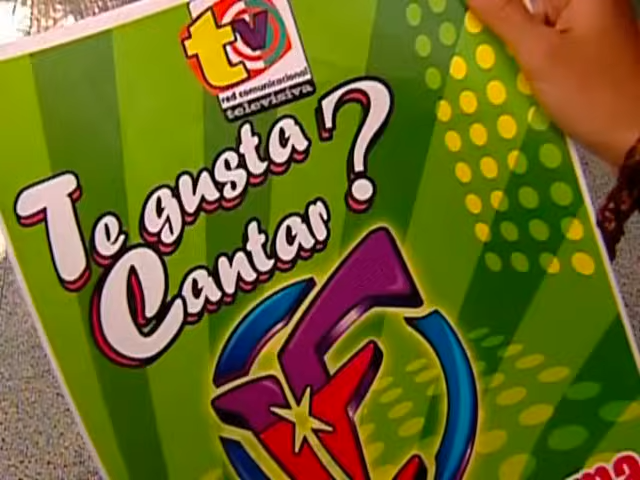 tv
red comunicacional
televisiva
Te gusta ?
Cantar